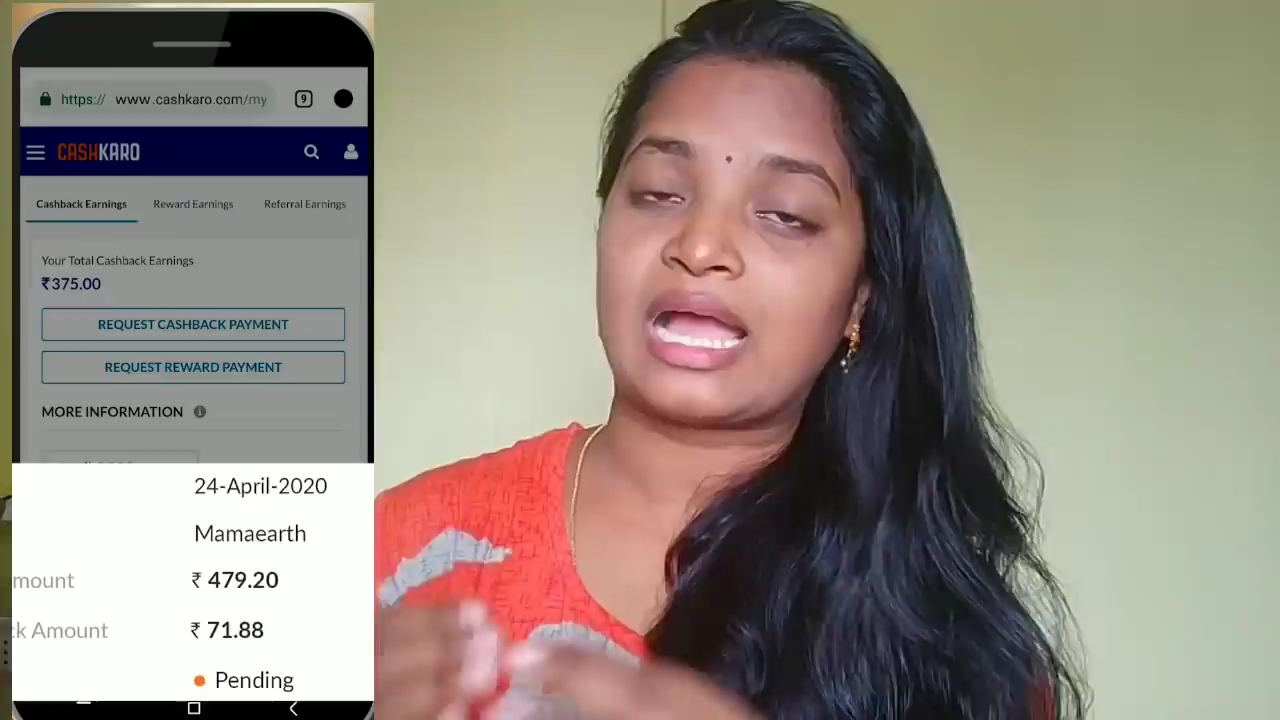 https:// www.cashkaro.com/my
9
CASHKARO
Cashback Earnings Reward Earnings Referral Earnings
Your Total Cashback Earnings
₹375.00
REQUEST CASHBACK PAYMENT
REQUEST REWARD PAYMENT
MORE INFORMATION
24-April-2020
Mamaearth
mount ₹ 479.20
k Amount ₹ 71.88
Pending